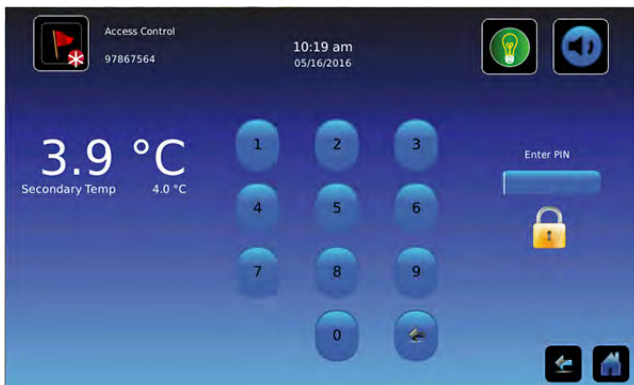 Access Control
97867564
10:19 am
05/16/2016
3.9 °C
Secondary Temp 4.0 °C
1 2 3
4 5 6
7 8 9
0
Enter PIN